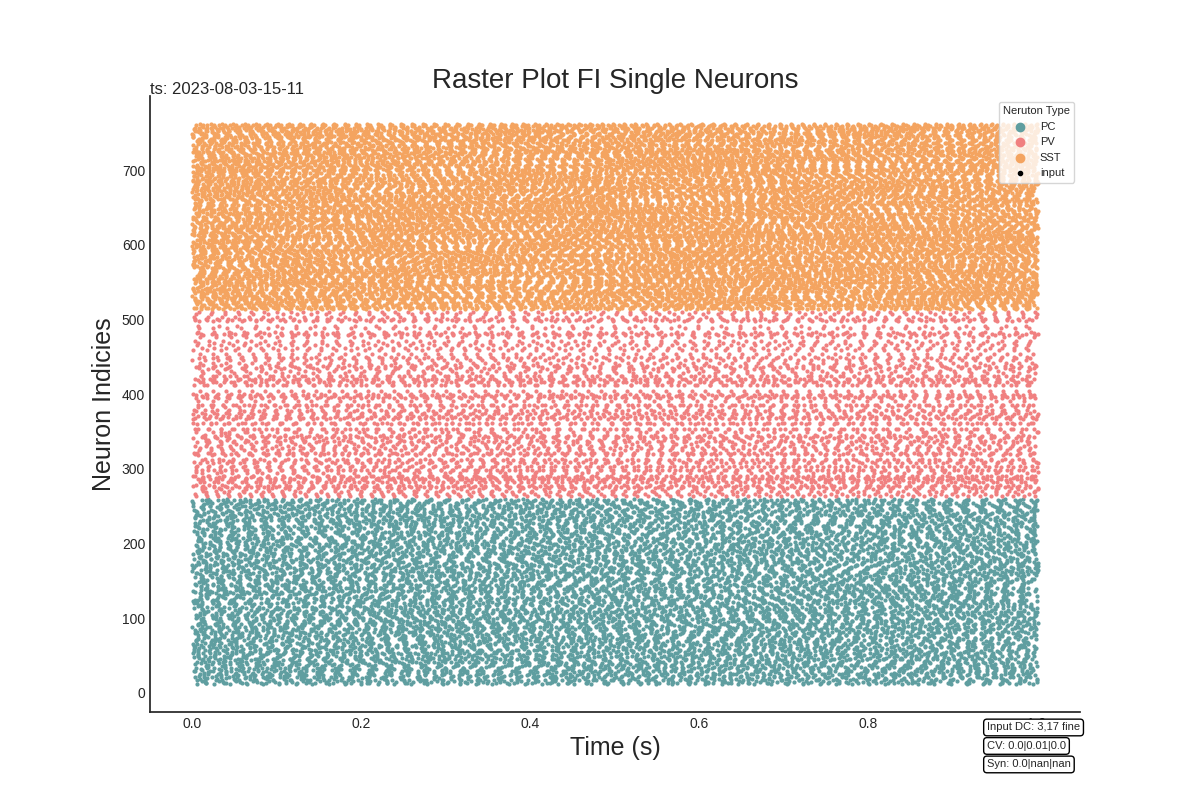 Raster Plot FI Single Neurons
ts: 2023-08-03-15-11
Neruton Type
PC
PV
SST
input
Neuron Indicies
700
600
500
400
300
200
100
0
0.0
0.2
0.4
0.6
0.8
Time (s)
Input DC: 3,17 fine
CV: 0.0|0.01|0.0
Syn: 0.0|nan|nan